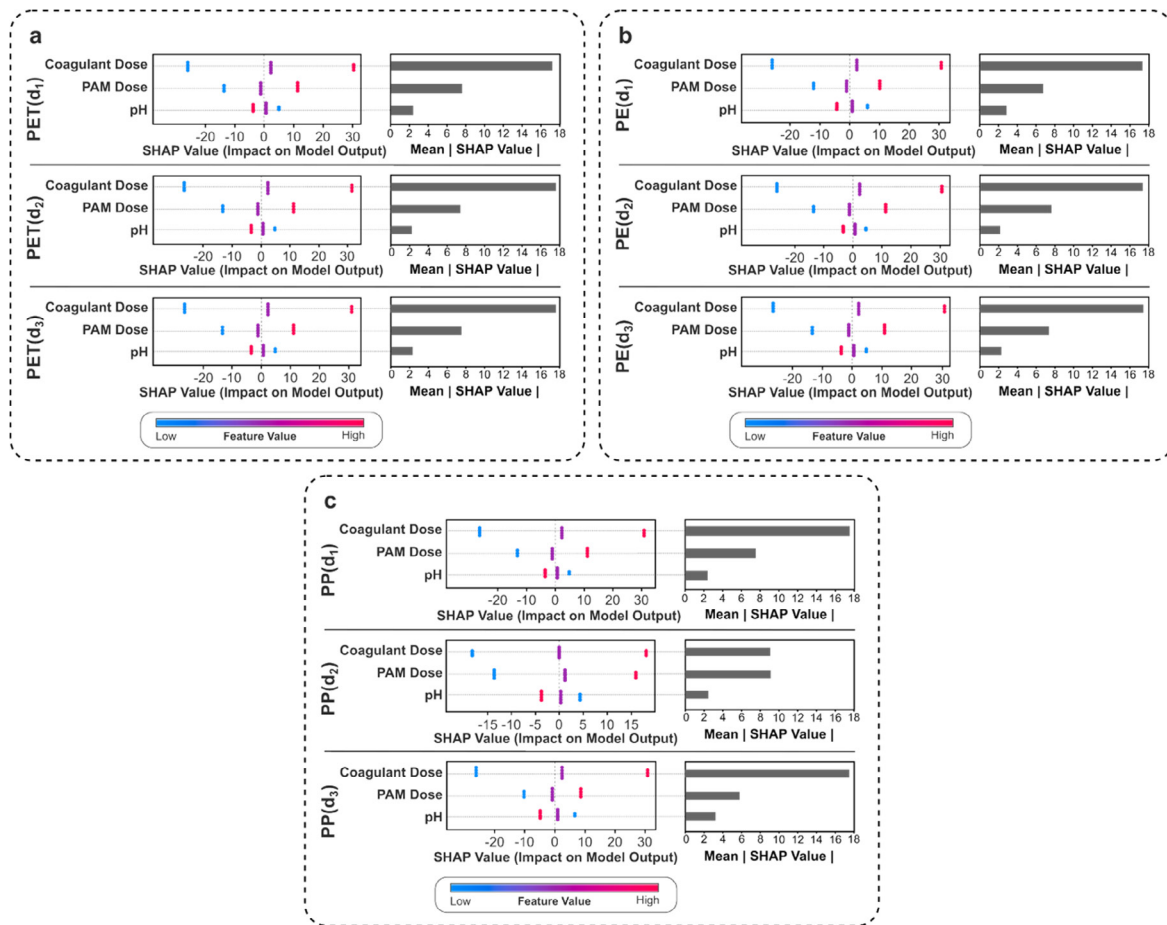 a
PET(d₁)
Coagulant Dose
PAM Dose
pH
-20 -10 0 10 20 30
SHAP Value (Impact on Model Output)
0 2 4 6 8 10 12 14 16 18
Mean | SHAP Value |
PET(d₂)
Coagulant Dose
PAM Dose
pH
-20 -10 0 10 20 30
SHAP Value (Impact on Model Output)
0 2 4 6 8 10 12 14 16 18
Mean | SHAP Value |
PET(d₃)
Coagulant Dose
PAM Dose
pH
-20 -10 0 10 20 30
SHAP Value (Impact on Model Output)
0 2 4 6 8 10 12 14 16 18
Mean | SHAP Value |
Low Feature Value High
b
PE(d₁)
Coagulant Dose
PAM Dose
pH
-20 -10 0 10 20 30
SHAP Value (Impact on Model Output)
0 2 4 6 8 10 12 14 16 18
Mean | SHAP Value |
PE(d₂)
Coagulant Dose
PAM Dose
pH
-20 -10 0 10 20 30
SHAP Value (Impact on Model Output)
0 2 4 6 8 10 12 14 16 18
Mean | SHAP Value |
PE(d₃)
Coagulant Dose
PAM Dose
pH
-20 -10 0 10 20 30
SHAP Value (Impact on Model Output)
0 2 4 6 8 10 12 14 16 18
Mean | SHAP Value |
Low Feature Value High
c
PP(d₁)
Coagulant Dose
PAM Dose
pH
-20 -10 0 10 20 30
SHAP Value (Impact on Model Output)
0 2 4 6 8 10 12 14 16 18
Mean | SHAP Value |
PP(d₂)
Coagulant Dose
PAM Dose
pH
-15 -10 -5 0 5 10 15
SHAP Value (Impact on Model Output)
0 2 4 6 8 10 12 14 16 18
Mean | SHAP Value |
PP(d₃)
Coagulant Dose
PAM Dose
pH
-20 -10 0 10 20 30
SHAP Value (Impact on Model Output)
0 2 4 6 8 10 12 14 16 18
Mean | SHAP Value |
Low Feature Value High